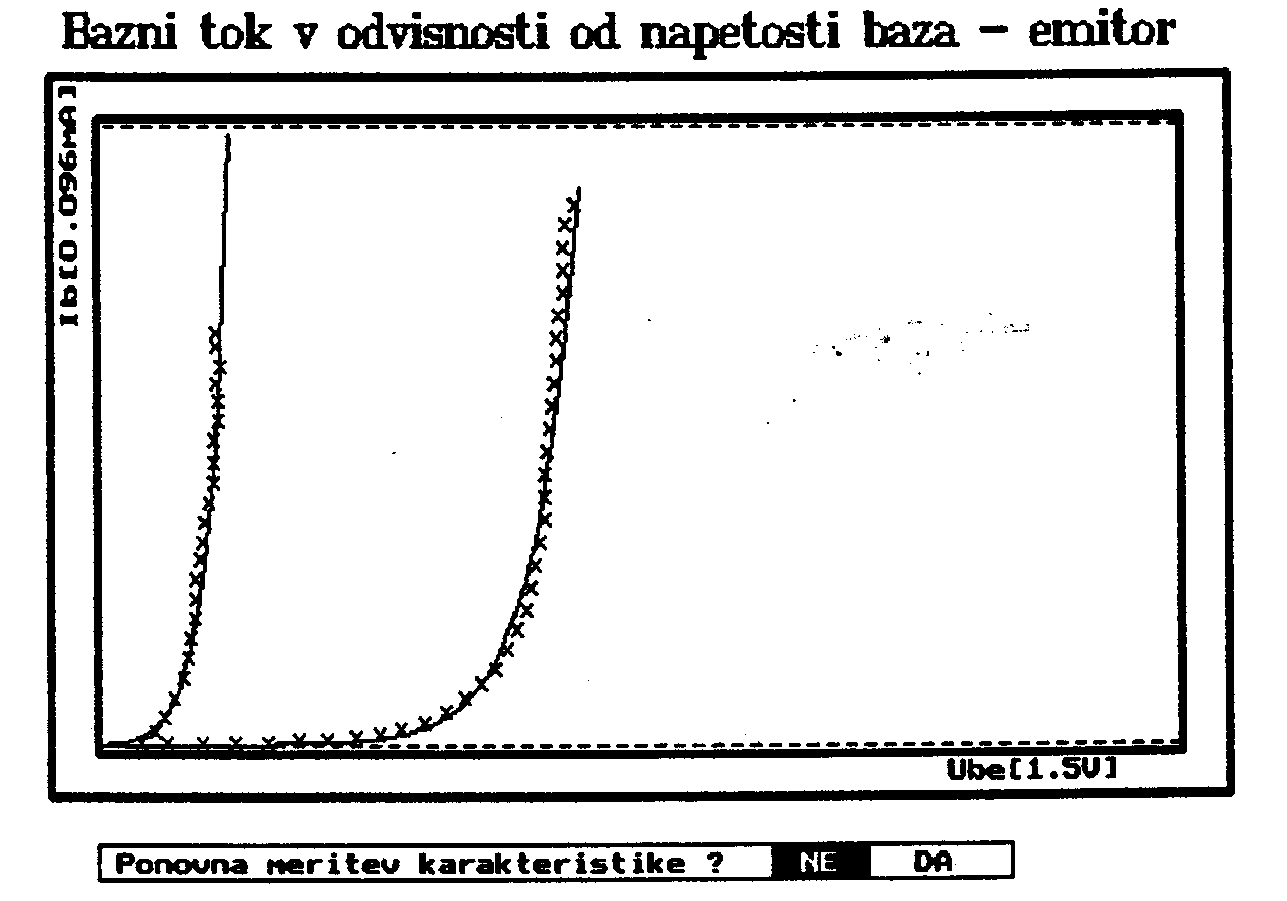 Bazni tok v odvisnosti od napetosti baza - emitor
Ib[0.096mA]
Ube[1.5V]
Ponovna meritev karakteristike ? NE DA